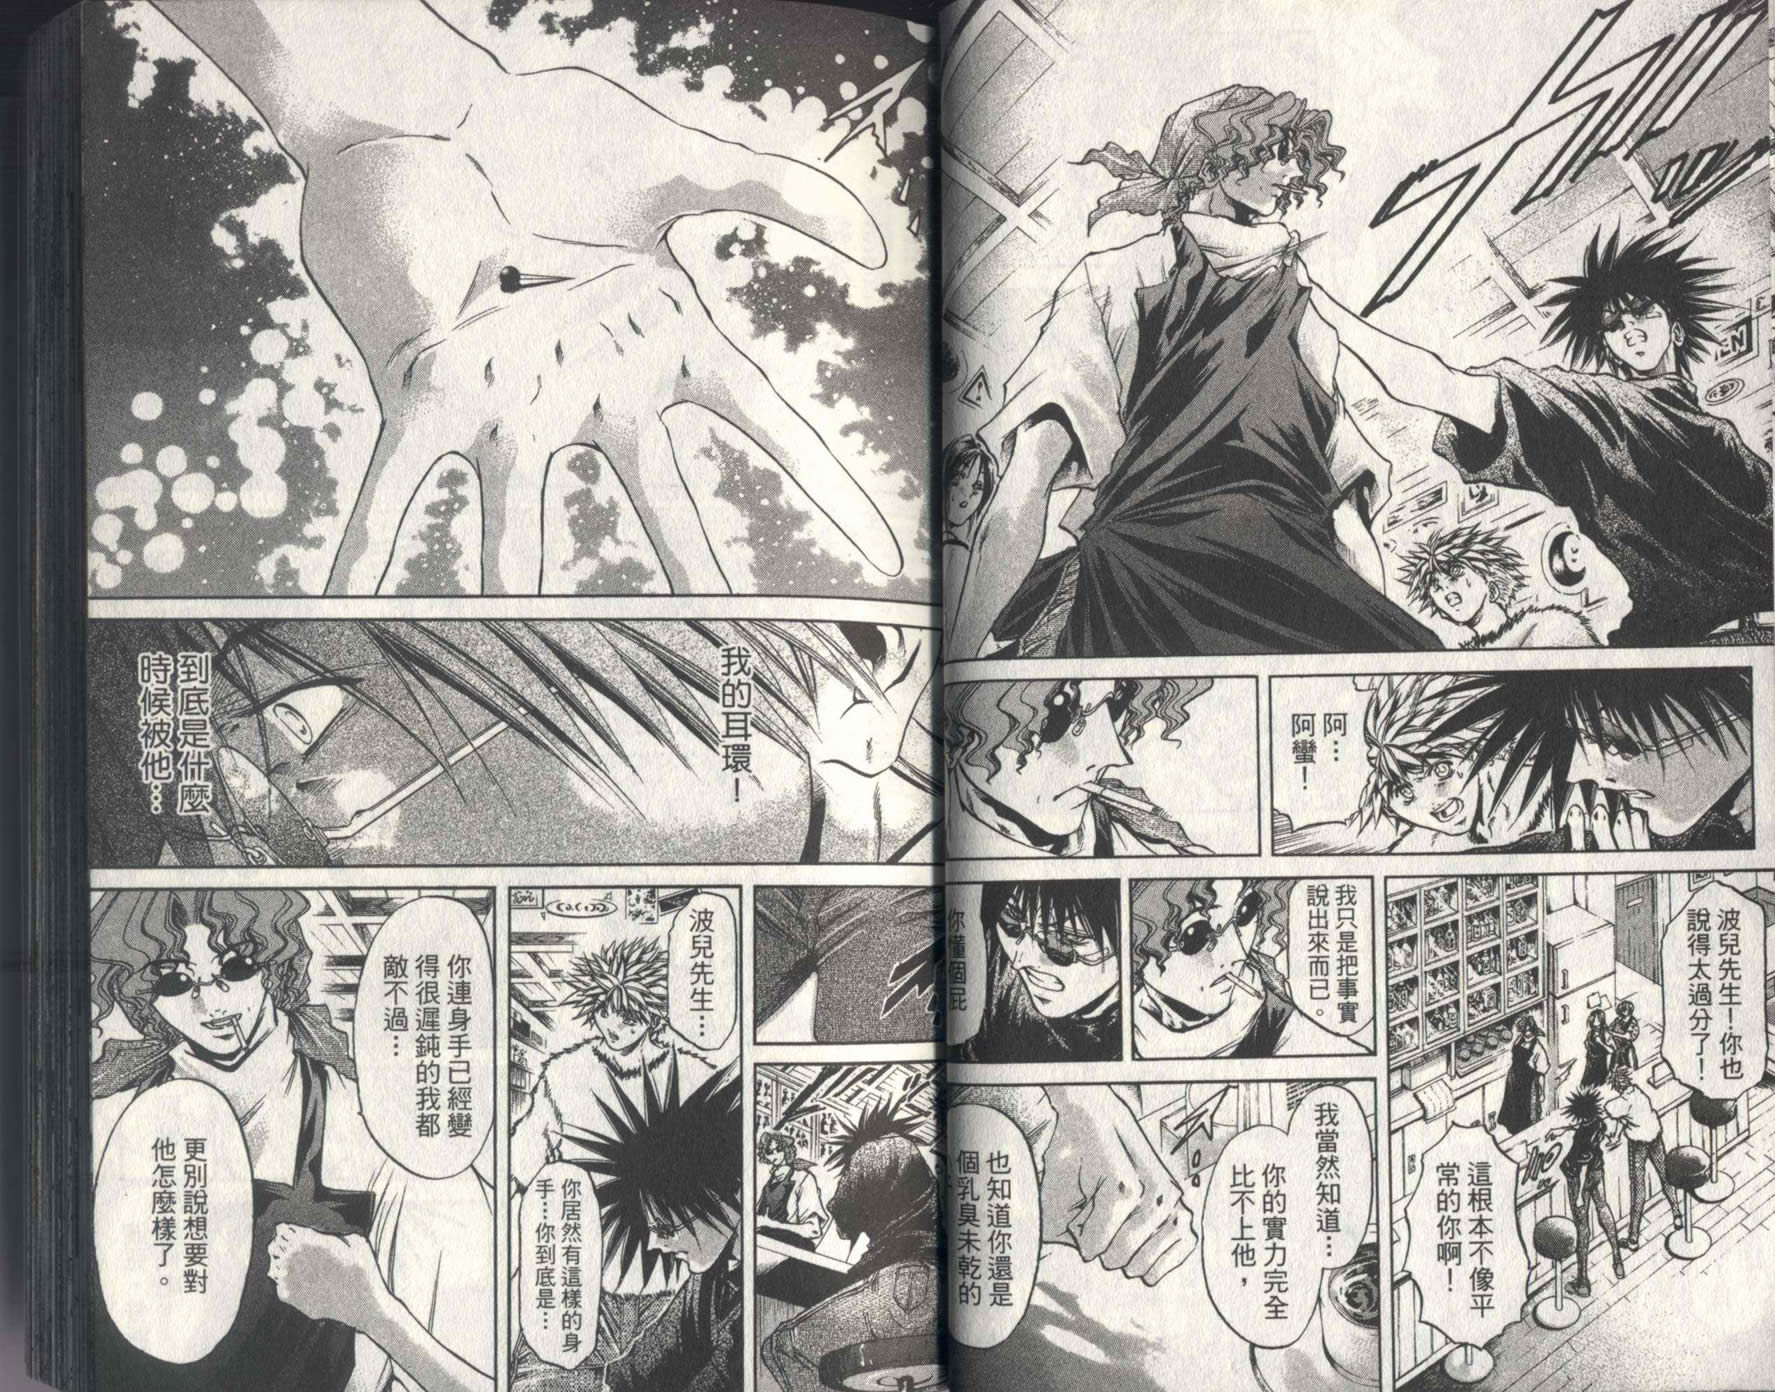 阿…
阿蠻！
波兒先生！你也
說得太過分了！
這根本不像平
常的你啊！
我只是把事實
說出來而已。
你懂個屁
我當然知道…
你的實力完全
比不上他，
也知道你還是
個乳臭未乾的
我的耳環！
到底是什麼
時候被他…
波兒先生…
你居然有這樣的身
手…你到底是…
你連身手已經變
得很遲鈍的我都
敵不過…
更別說想要對
他怎麼樣了。